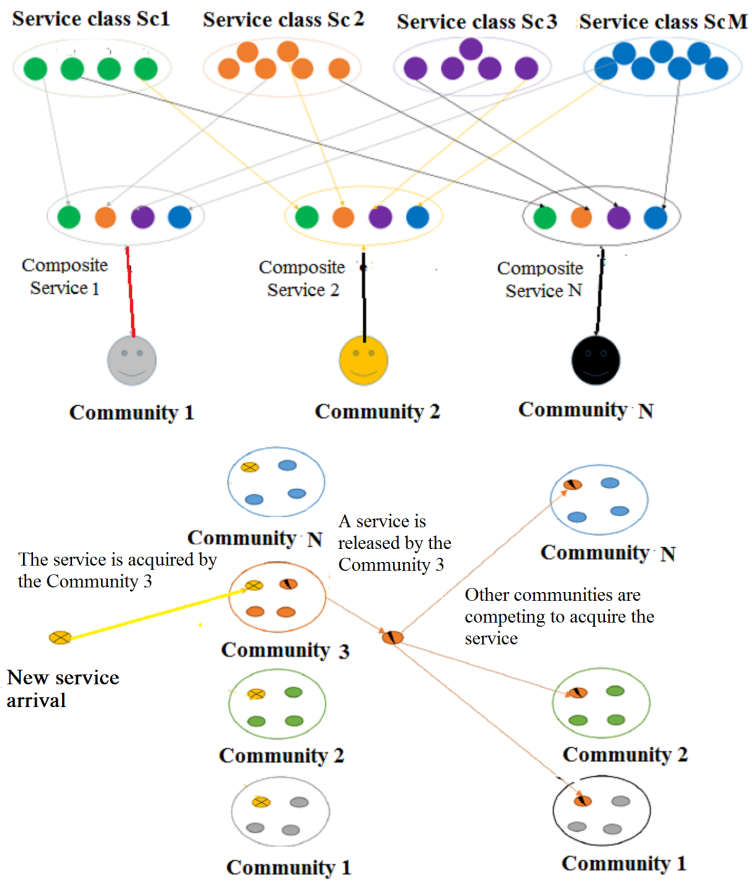 Service class Sc1
Service class Sc2
Service class Sc3
Service class ScM
Composite
Service 1
Composite
Service 2
Composite
Service N
Community 1
Community 2
Community N
Community N
A service is
released by the
Community 3
Community N
The service is acquired by
the Community 3
Other communities are
competing to acquire the
service
Community 3
New service
arrival
Community 2
Community 2
Community 1
Community 1